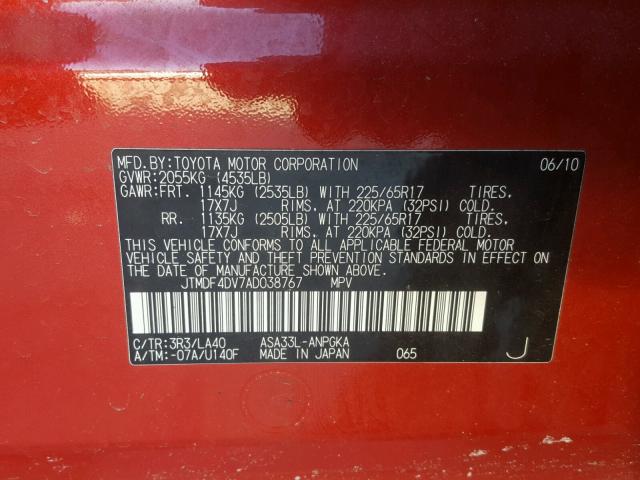 MFD.BY:TOYOTA MOTOR CORPORATION 06/10
GVWR:2055KG (4535LB)
GAWR:FRT. 1145KG (2535LB) WITH 225/65R17 TIRES,
17X7J RIMS, AT 220KPA (32PSI) COLD.
RR. 1135KG (2505LB) WITH 225/65R17 TIRES,
17X7J RIMS, AT 220KPA (32PSI) COLD.
THIS VEHICLE CONFORMS TO ALL APPLICABLE FEDERAL MOTOR
VEHICLE SAFETY AND THEFT PREVENTION STANDARDS IN EFFECT ON
THE DATE OF MANUFACTURE SHOWN ABOVE.
JTMDF4DV7AD038767 MPV
C/TR:3R3/LA40 ASA33L-ANPGKA
A/TM:-07A/U140F MADE IN JAPAN 065 J